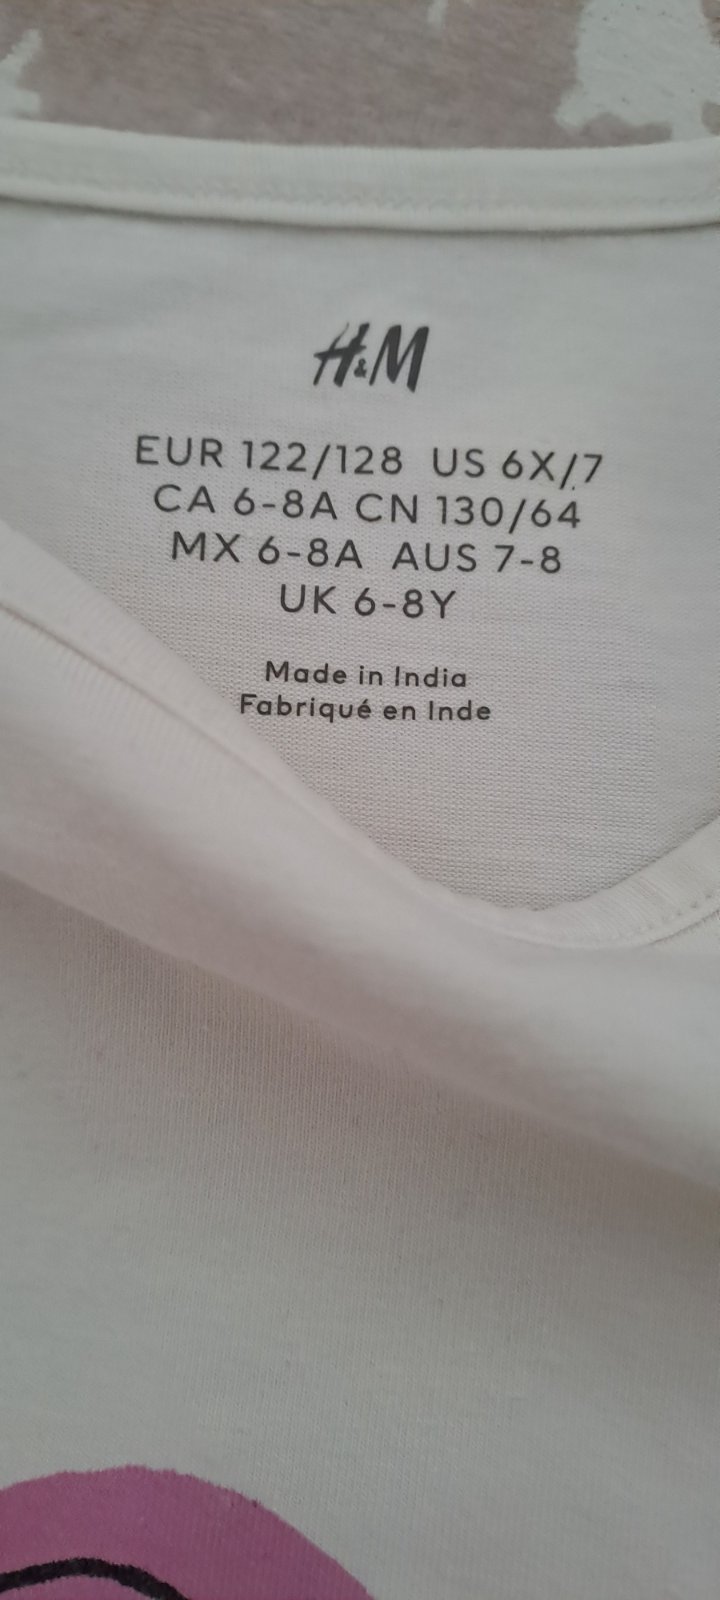 H&M
EUR 122/128 US 6X/7
CA 6-8A CN 130/64
MX 6-8A AUS 7-8
UK 6-8Y
Made in India
Fabriqué en Inde